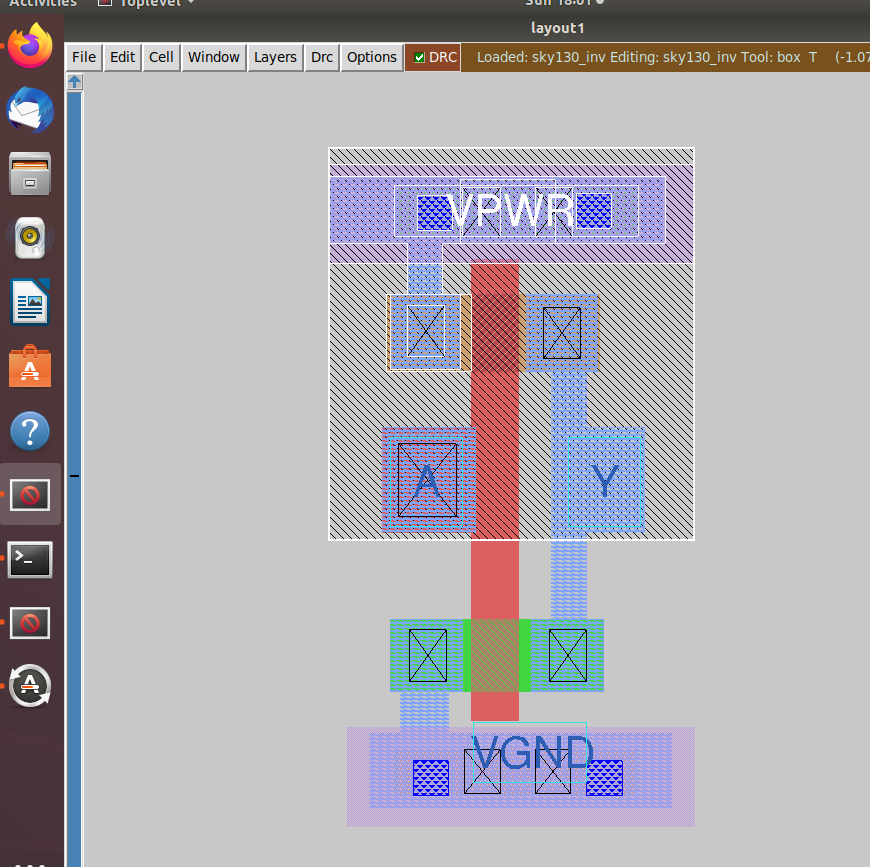 Activities Toplevel Sun 18:01
layout1
File Edit Cell Window Layers Drc Options DRC Loaded: sky130_inv Editing: sky130_inv Tool: box T (-1.07
VPWR
A Y
VGND